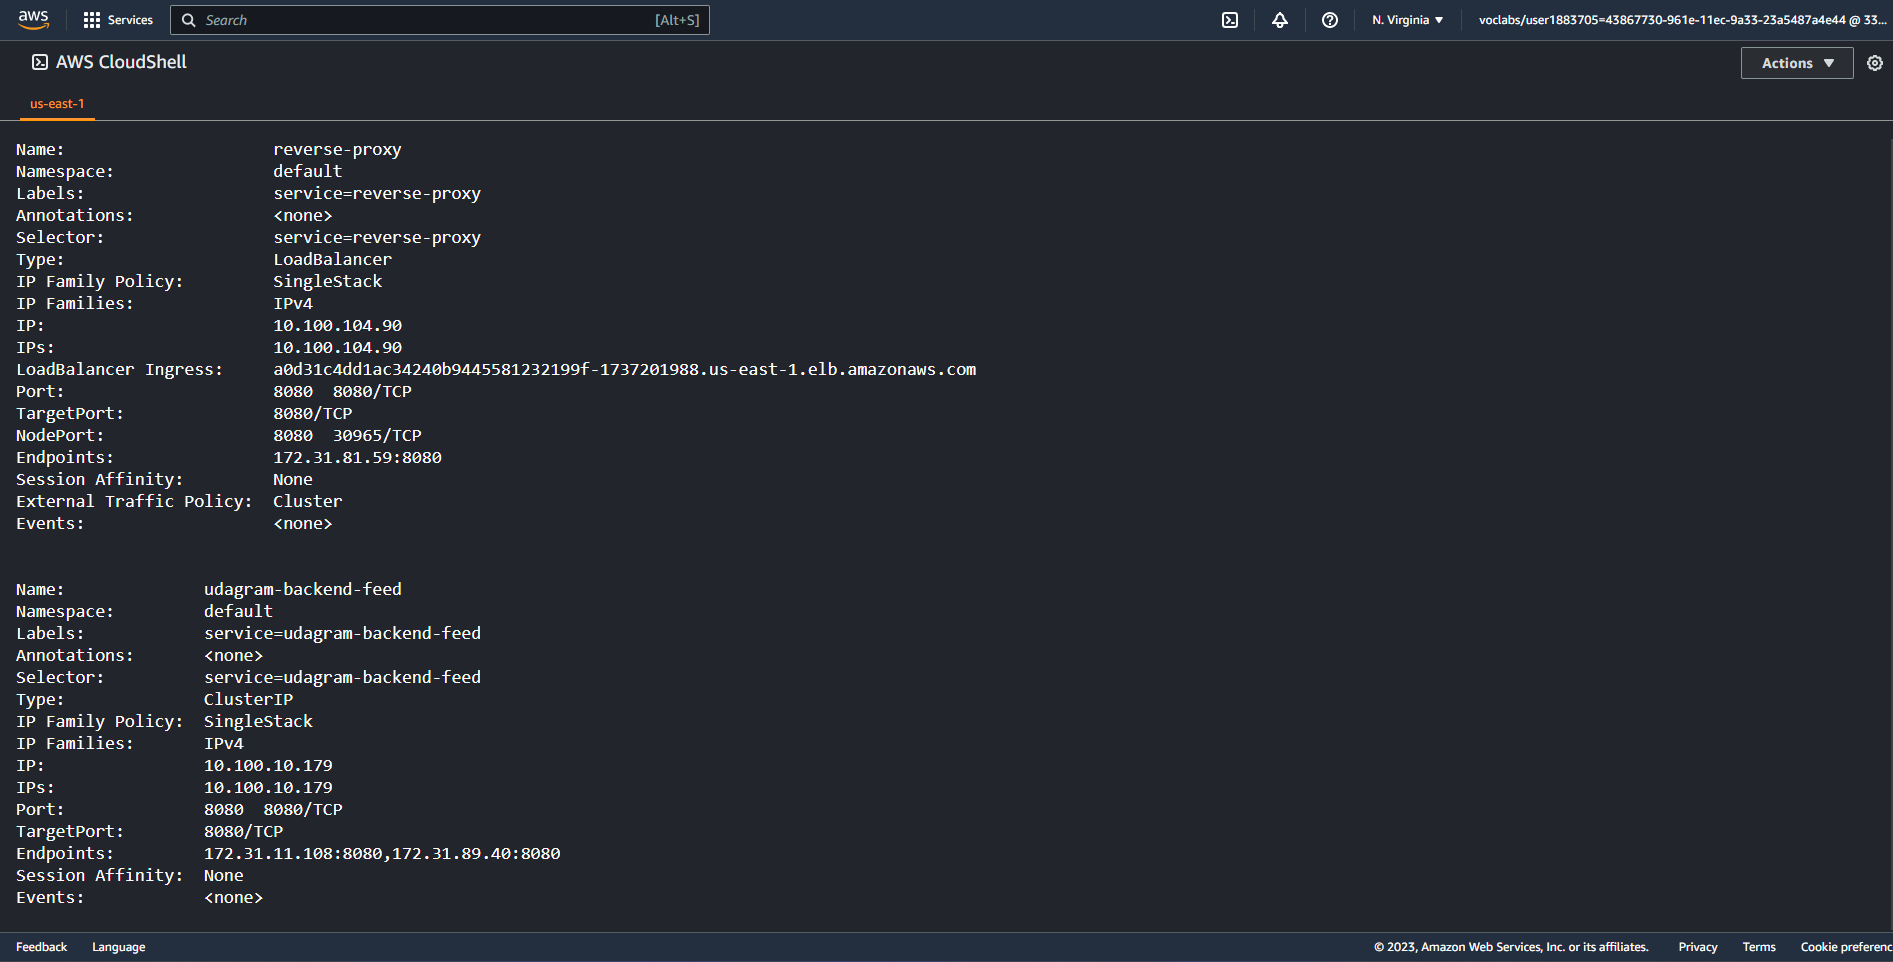 aws Services Search [Alt+S] N. Virginia voclabs/user1883705=43867730-961e-11ec-9a33-23a5487a4e44 @ 33...
AWS CloudShell Actions
us-east-1
Name: reverse-proxy
Namespace: default
Labels: service=reverse-proxy
Annotations: <none>
Selector: service=reverse-proxy
Type: LoadBalancer
IP Family Policy: SingleStack
IP Families: IPv4
IP: 10.100.104.90
IPs: 10.100.104.90
LoadBalancer Ingress: a0d31c4dd1ac34240b9445581232199f-1737201988.us-east-1.elb.amazonaws.com
Port: 8080 8080/TCP
TargetPort: 8080/TCP
NodePort: 8080 30965/TCP
Endpoints: 172.31.81.59:8080
Session Affinity: None
External Traffic Policy: Cluster
Events: <none>
Name: udagram-backend-feed
Namespace: default
Labels: service=udagram-backend-feed
Annotations: <none>
Selector: service=udagram-backend-feed
Type: ClusterIP
IP Family Policy: SingleStack
IP Families: IPv4
IP: 10.100.10.179
IPs: 10.100.10.179
Port: 8080 8080/TCP
TargetPort: 8080/TCP
Endpoints: 172.31.11.108:8080,172.31.89.40:8080
Session Affinity: None
Events: <none>
Feedback Language © 2023, Amazon Web Services, Inc. or its affiliates. Privacy Terms Cookie preferenc